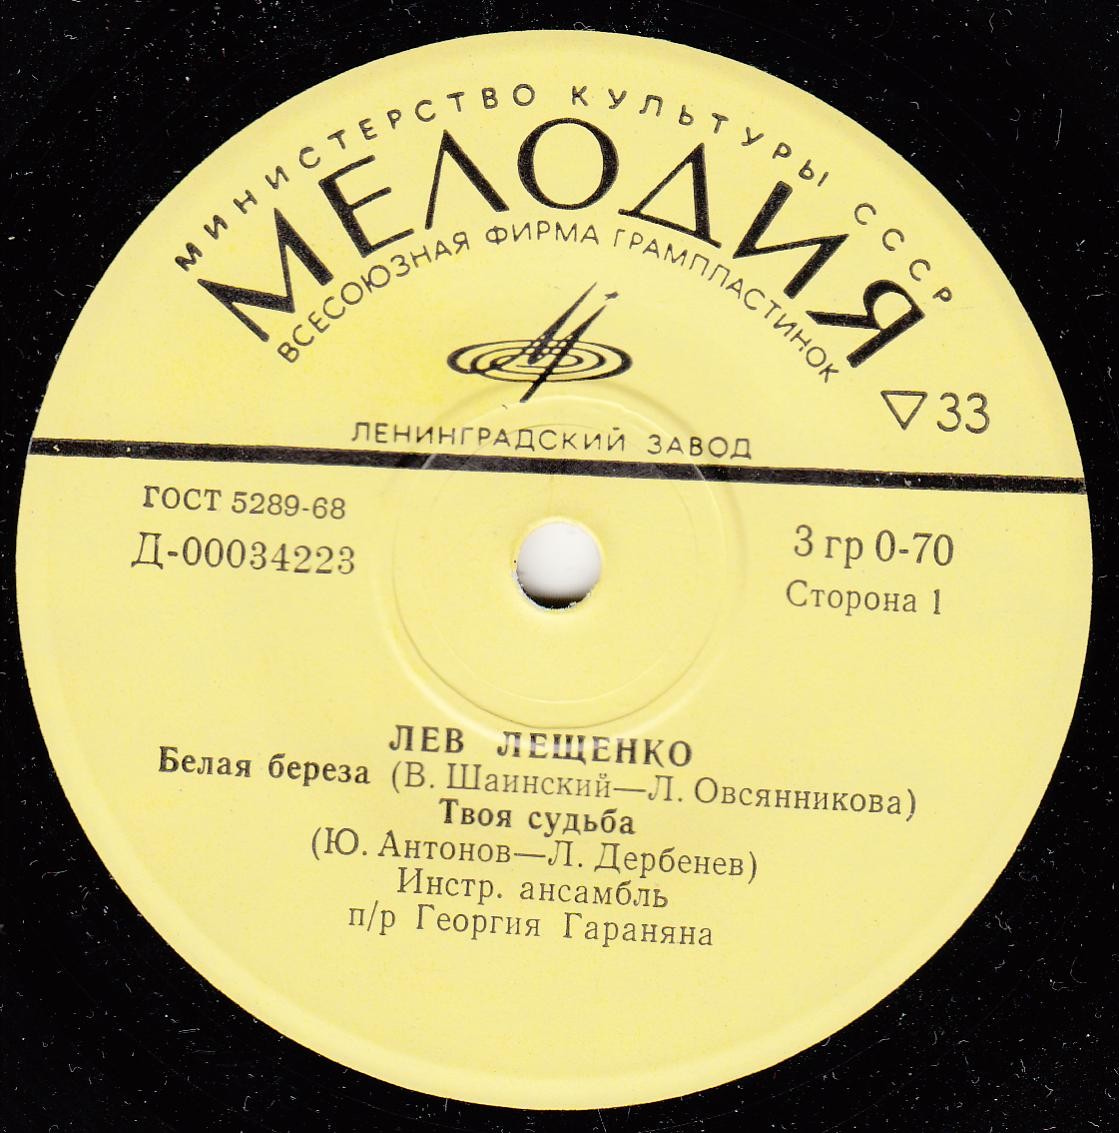 МИНИСТЕРСТВО КУЛЬТУРЫ СССР
МЕЛОДИЯ
ВСЕСОЮЗНАЯ ФИРМА ГРАМПЛАСТИНОК
▽33
ЛЕНИНГРАДСКИЙ ЗАВОД
ГОСТ 5289-68
Д-00034223
3 гр 0-70
Сторона 1
ЛЕВ ЛЕЩЕНКО
Белая береза (В. Шаинский—Л. Овсянникова)
Твоя судьба
(Ю. Антонов—Л. Дербенев)
Инстр. ансамбль
п/р Георгия Гараняна